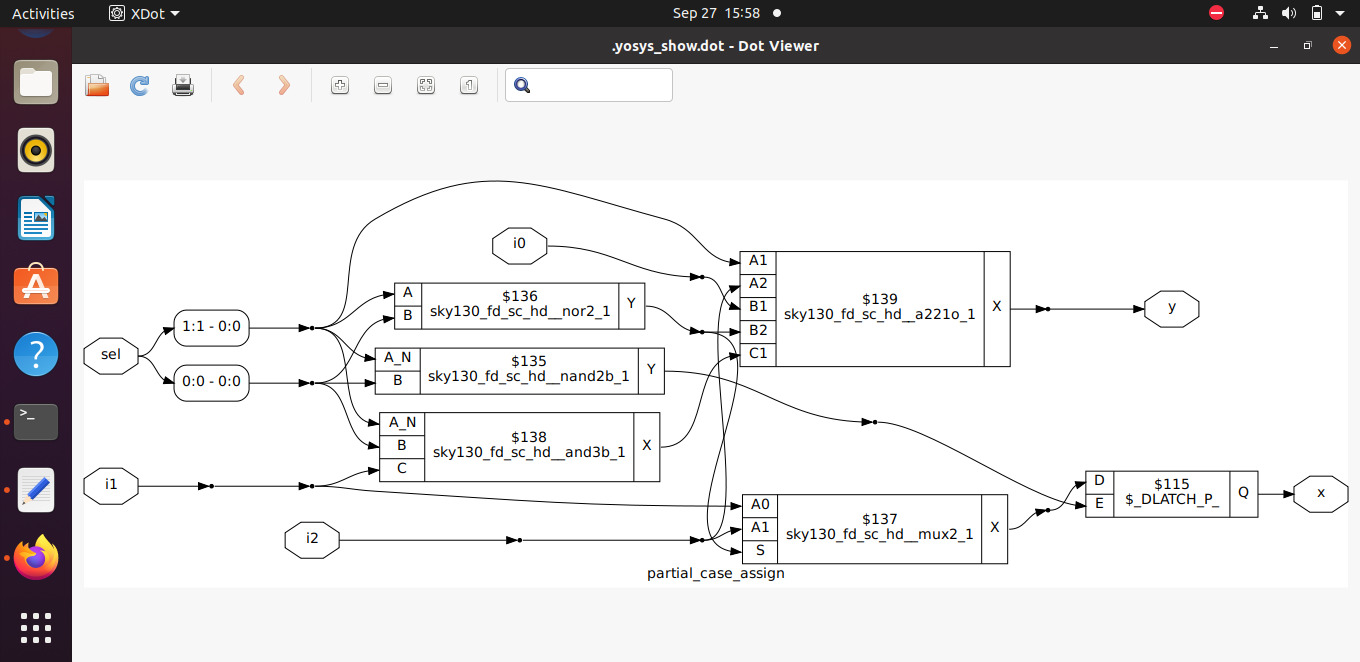 Activities
XDot
Sep 27 15:58
.yosys_show.dot - Dot Viewer
1
sel
1:1 - 0:0
0:0 - 0:0
i1
i0
i2
A
B
$136
sky130_fd_sc_hd__nor2_1
Y
A_N
B
$135
sky130_fd_sc_hd__nand2b_1
Y
A_N
B
C
$138
sky130_fd_sc_hd__and3b_1
X
A1
A2
B1
B2
C1
$139
sky130_fd_sc_hd__a221o_1
X
y
A0
A1
S
$137
sky130_fd_sc_hd__mux2_1
X
D
E
$115
$_DLATCH_P_
Q
x
partial_case_assign